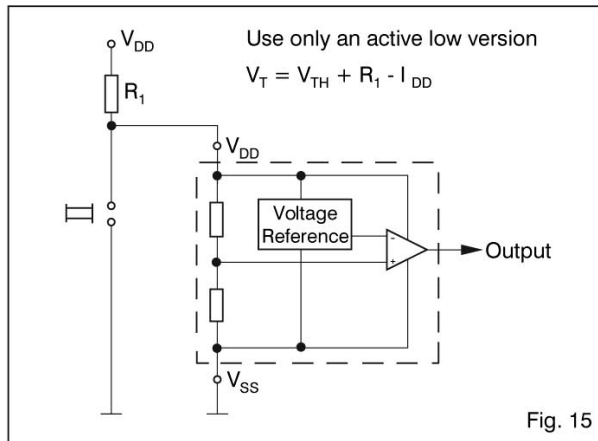 V_DD
Use only an active low version
V_T = V_TH + R_1 - I_DD
R_1
V_DD
Voltage
Reference
-
+
Output
V_SS
Fig. 15